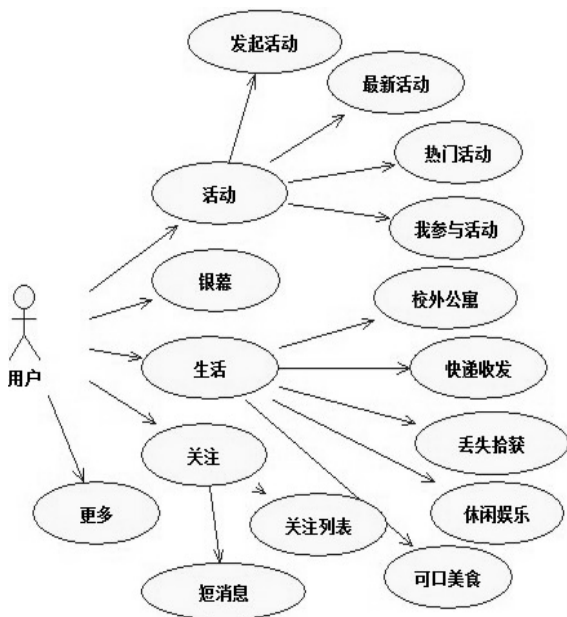 发起活动
最新活动
热门活动
活动
我参与活动
银幕
校外公寓
生活
快递收发
用户
丢失拾获
关注
休闲娱乐
更多
关注列表
可口美食
短消息